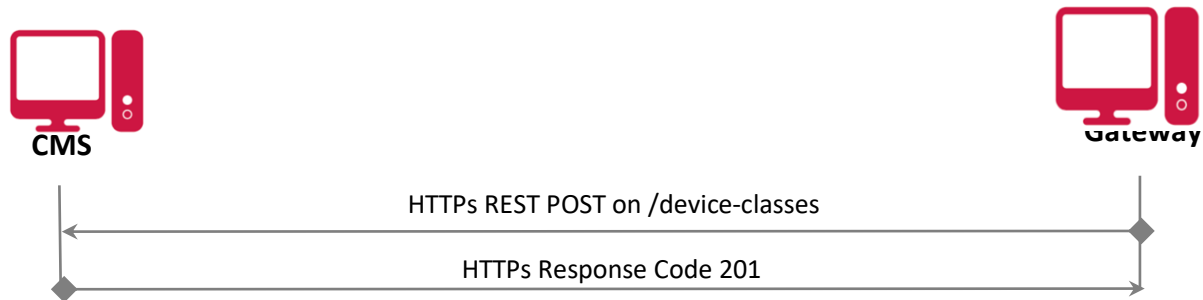 CMS
Gateway
HTTPs REST POST on /device-classes
HTTPs Response Code 201